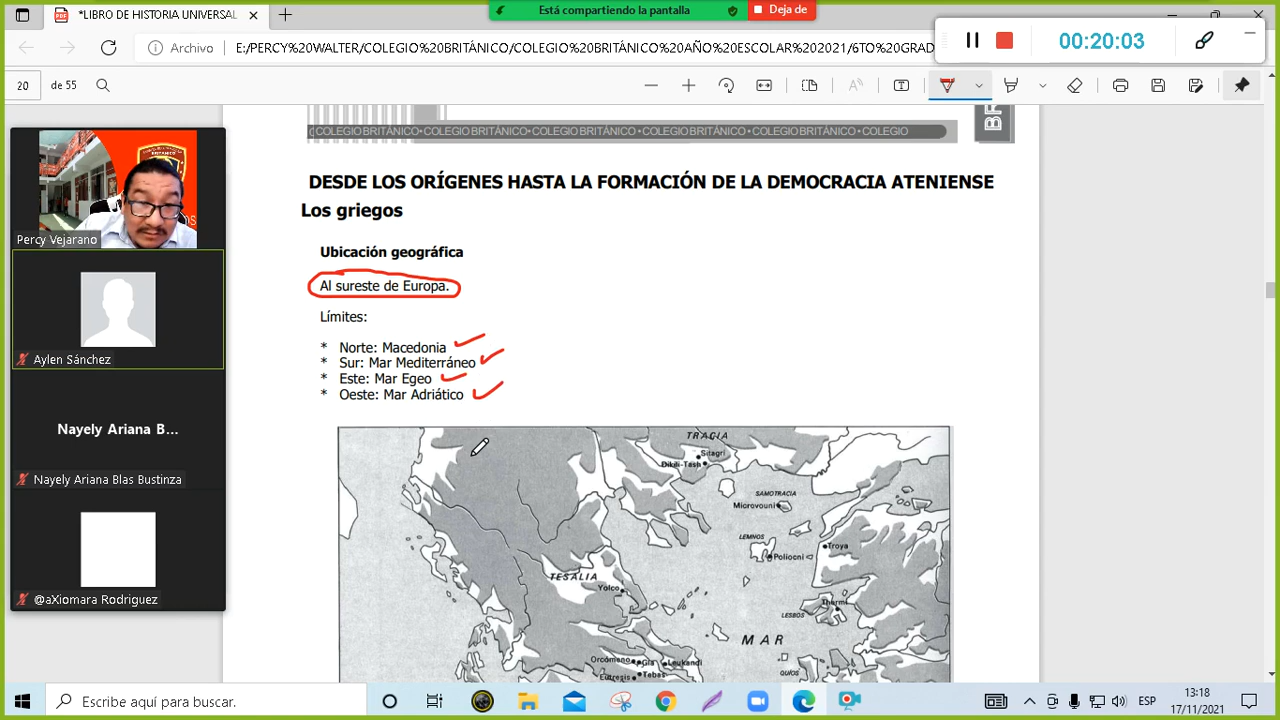 *LIBRO DE HISTORIA UNIVERSAL
Está compartiendo la pantalla
Deja de
Archivo
E:/PERCY%20WALTER/COLEGIO%20BRITÁNICO/COLEGIO%20BRITÁNICO%20AÑO%20ESCOLAR%202021/6TO%20GRAD
00:20:03
20 de 55
COLEGIO BRITÁNICO • COLEGIO BRITÁNICO • COLEGIO BRITÁNICO • COLEGIO BRITÁNICO • COLEGIO BRITÁNICO • COLEGIO
BR
DESDE LOS ORÍGENES HASTA LA FORMACIÓN DE LA DEMOCRACIA ATENIENSE
Los griegos
Ubicación geográfica
Al sureste de Europa.
Límites:
* Norte: Macedonia
* Sur: Mar Mediterráneo
* Este: Mar Egeo
* Oeste: Mar Adriático
Percy Vejarano
Aylen Sánchez
Nayely Ariana B...
Nayely Ariana Blas Bustinza
@aXiomara Rodriguez
TRACIA
Sitagri
Dikili-Tash
SAMOTRACIA
Microvouni
LEMNOS
Poliocni
Troya
TESALIA
Yolco
LESBOS
Thermi
MAR
Orcómeno
Gla
Leukandi
Eutresis
Tebas
QUÍOS
Escribe aquí para buscar.
ESP
13:18
17/11/2021